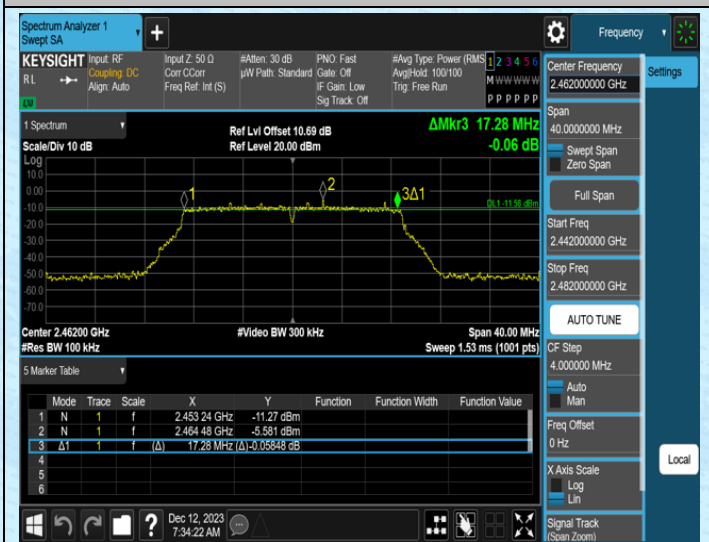 Spectrum Analyzer 1
Swept SA
Frequency
KEYSIGHT
RL
LU
Input: RF
Coupling: DC
Align: Auto
Input Z: 50 Ω
Corr CCorr
Freq Ref: Int (S)
#Atten: 30 dB
µW Path: Standard
PNO: Fast
Gate: Off
IF Gain: Low
Sig Track: Off
#Avg Type: Power (RMS
Avg|Hold: 100/100
Trig: Free Run
1 2 3 4 5 6
M W W W W W
P P P P P P
1 Spectrum
Scale/Div 10 dB
Ref Lvl Offset 10.69 dB
Ref Level 20.00 dBm
ΔMkr3 17.28 MHz
-0.06 dB
Log
10.0
0.00
-10.0
-20.0
-30.0
-40.0
-50.0
-60.0
-70.0
1
2
3Δ1
DL1 -11.58 dBm
Center 2.46200 GHz
#Video BW 300 kHz
Span 40.00 MHz
#Res BW 100 kHz
Sweep 1.53 ms (1001 pts)
5 Marker Table
Mode Trace Scale X Y Function Function Width Function Value
1 N 1 f 2.453 24 GHz -11.27 dBm
2 N 1 f 2.464 48 GHz -5.581 dBm
3 Δ1 1 f (Δ) 17.28 MHz (Δ) -0.05848 dB
4
5
6
Dec 12, 2023
7:34:22 AM
Center Frequency
2.462000000 GHz
Settings
Span
40.0000000 MHz
Swept Span
Zero Span
Full Span
Start Freq
2.442000000 GHz
Stop Freq
2.482000000 GHz
AUTO TUNE
CF Step
4.000000 MHz
Auto
Man
Freq Offset
0 Hz
X Axis Scale
Log
Lin
Local
Signal Track
(Span Zoom)